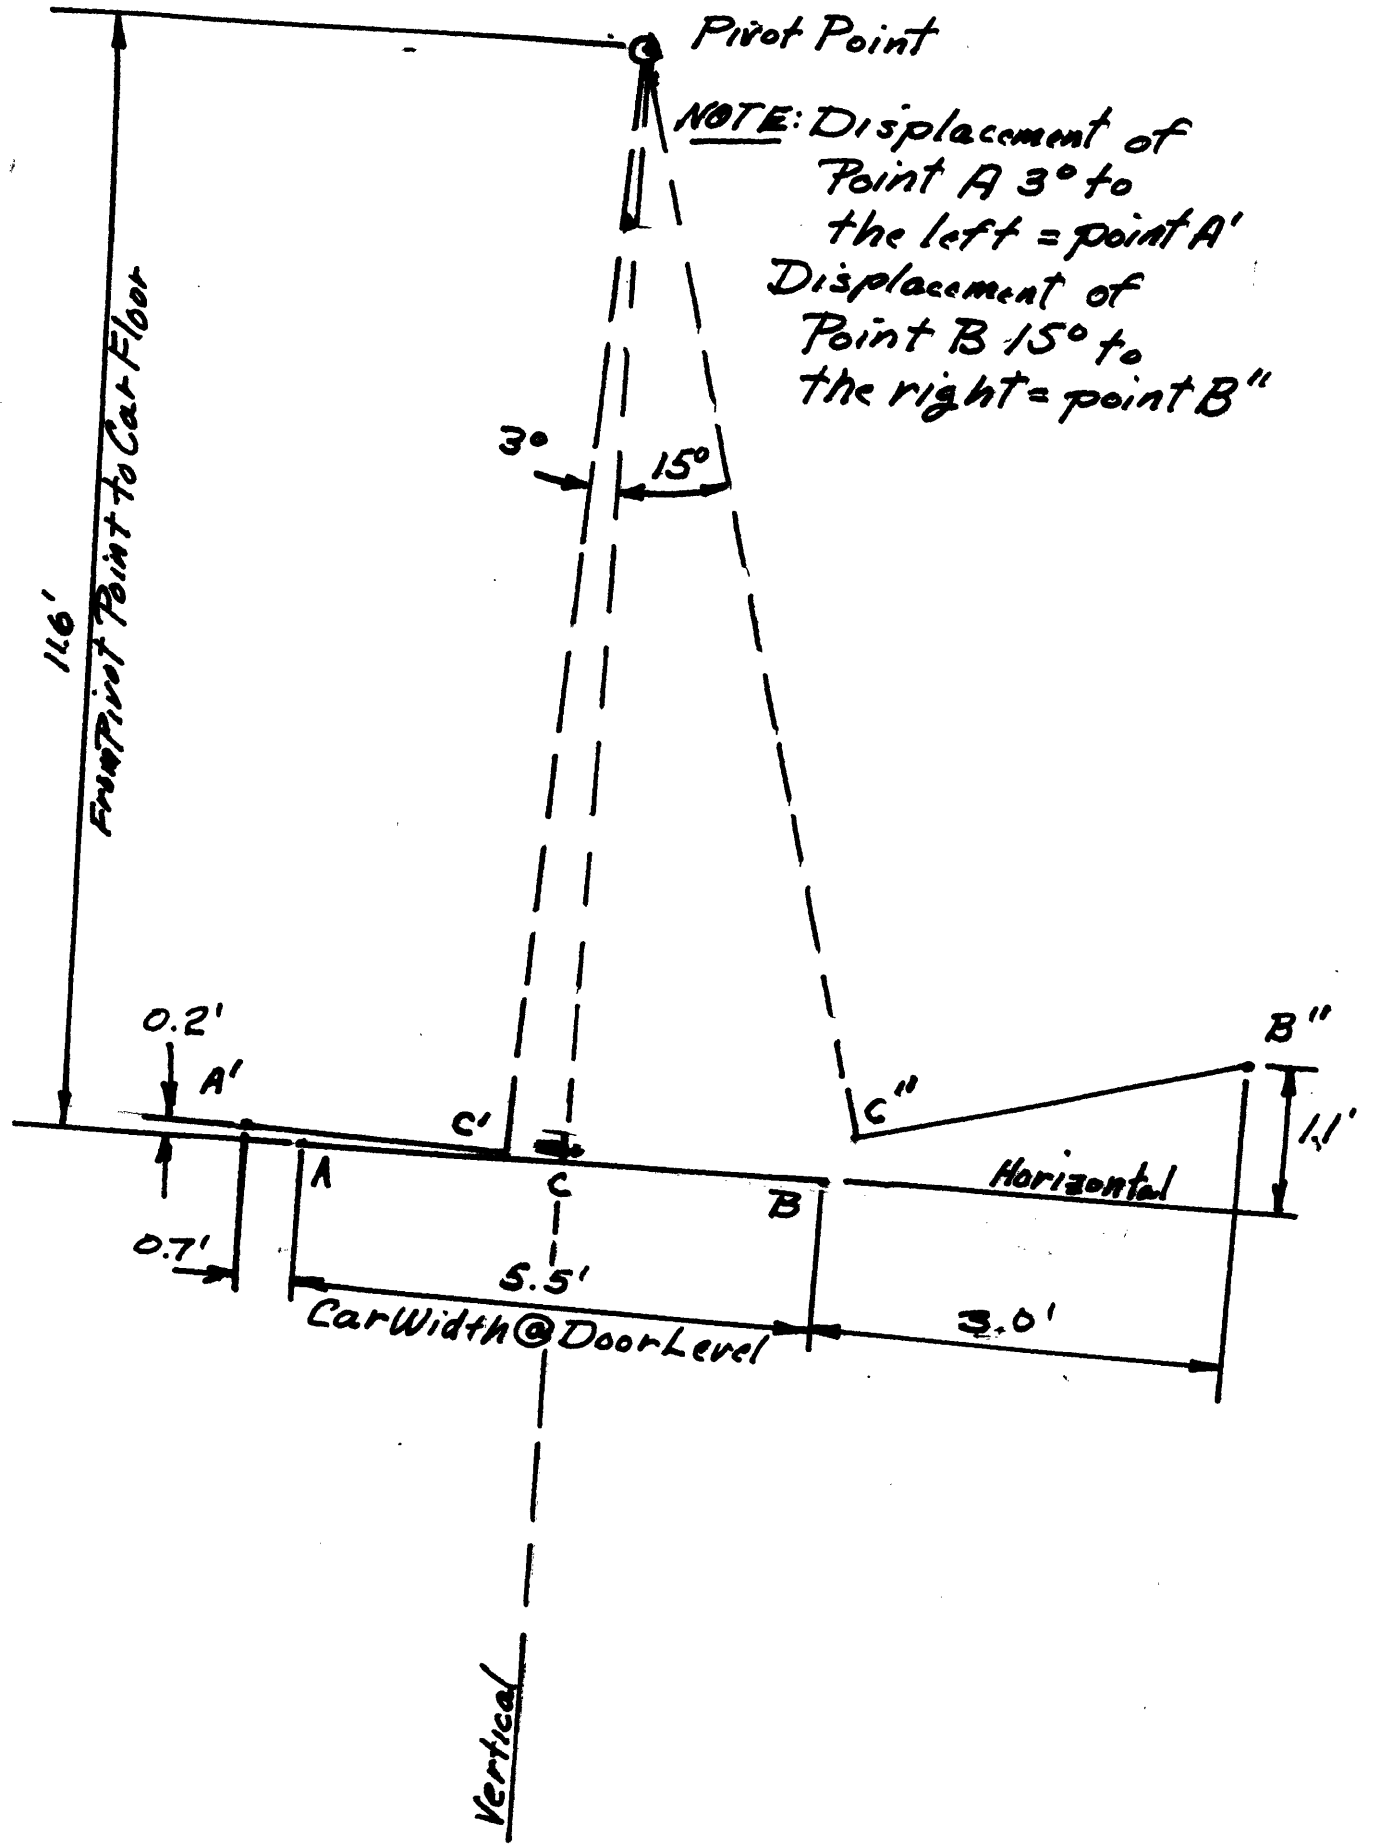 Pivot Point
NOTE: Displacement of
Point A 3° to
the left = point A'
Displacement of
Point B 15° to
the right = point B"
From Pivot Point to Car Floor
11.6'
3°
15°
0.2'
A'
C'
C"
B"
1.1'
A
C
B
Horizontal
0.7'
5.5'
Car Width @ Door Level
3.0'
Vertical